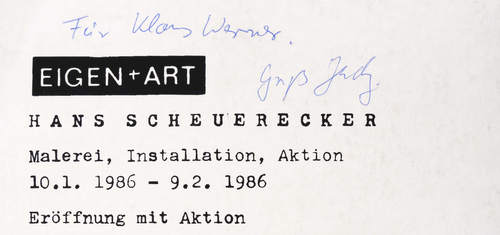 Für Klaus Werner.
EIGEN+ART
Gruß Judy
HANS SCHEUERECKER
Malerei, Installation, Aktion
10.1. 1986 – 9.2. 1986
Eröffnung mit Aktion